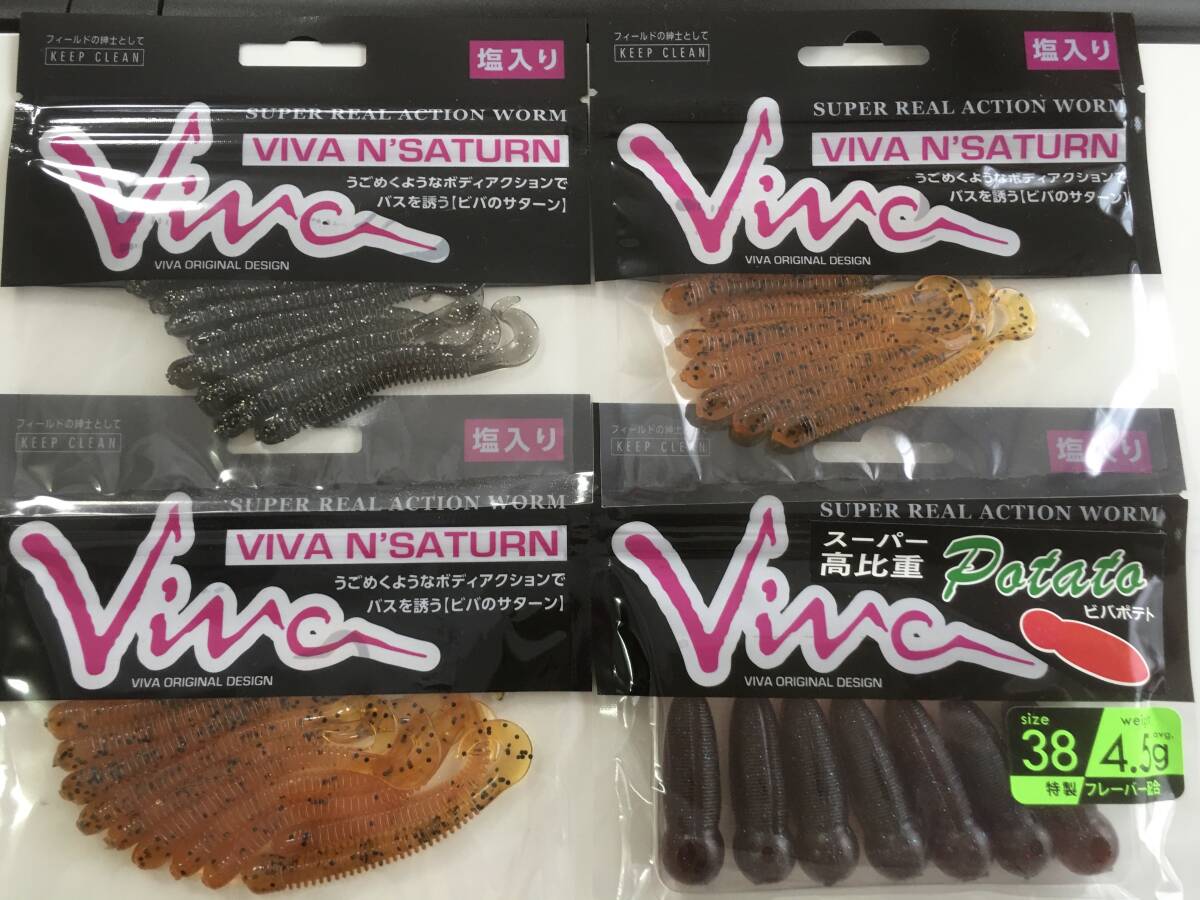 フィールドの紳士として
KEEP CLEAN
塩入り
SUPER REAL ACTION WORM
Viva
VIVA N'SATURN
うごめくようなボディアクションで
バスを誘う【ビバのサターン】
VIVA ORIGINAL DESIGN
フィールドの紳士として
KEEP CLEAN
塩入り
SUPER REAL ACTION WORM
Viva
VIVA N'SATURN
うごめくようなボディアクションで
バスを誘う【ビバのサターン】
VIVA ORIGINAL DESIGN
フィールドの紳士として
KEEP CLEAN
塩入り
SUPER REAL ACTION WORM
Viva
VIVA N'SATURN
うごめくようなボディアクションで
バスを誘う【ビバのサターン】
VIVA ORIGINAL DESIGN
フィールドの紳士として
KEEP CLEAN
塩入り
SUPER REAL ACTION WORM
Viva
スーパー
高比重
Potato
ビバポテト
VIVA ORIGINAL DESIGN
size
38
weight
avg.
4.5g
特製フレーバー配合